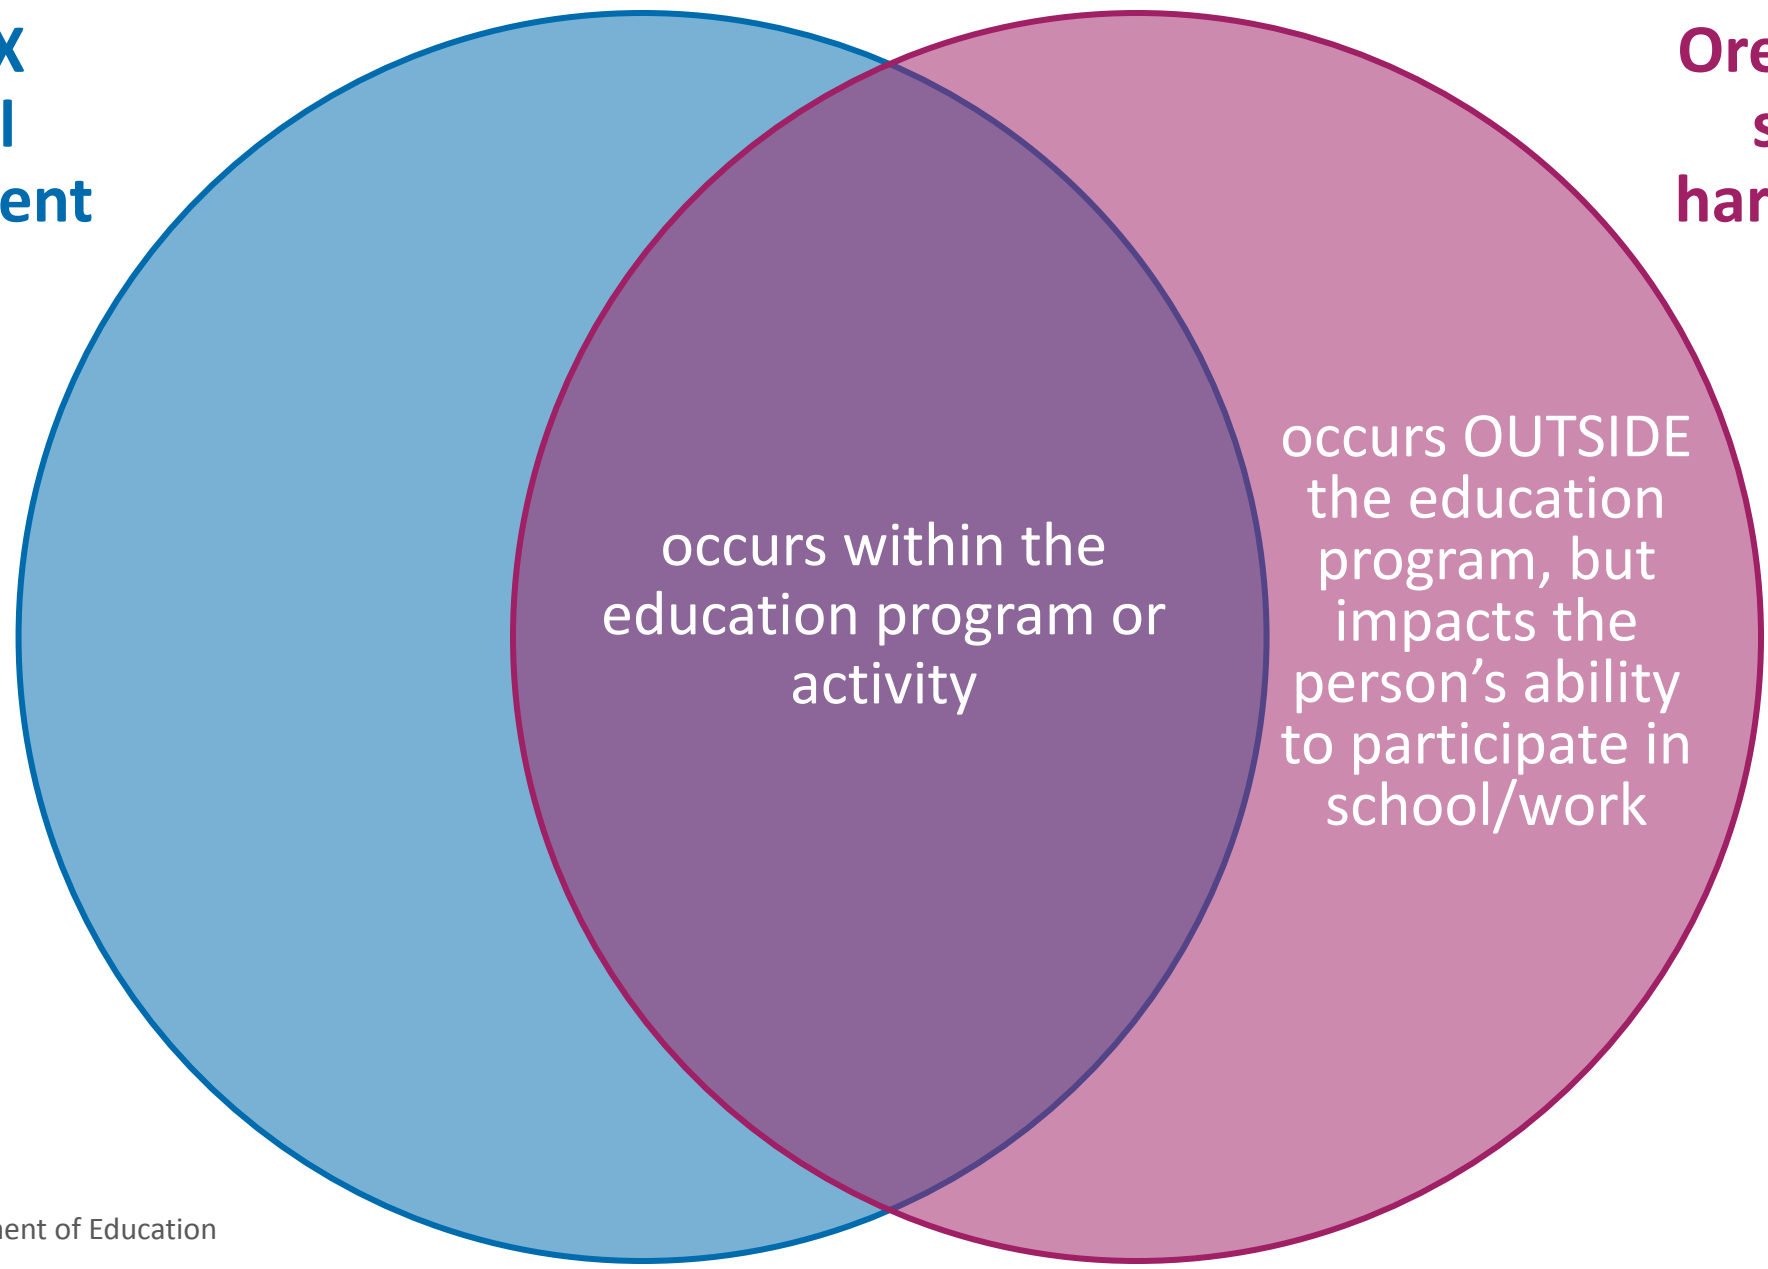 X
l
ent
Ore
s
har
occurs within the
education program or
activity
occurs OUTSIDE
the education
program, but
impacts the
person’s ability
to participate in
school/work
ent of Education